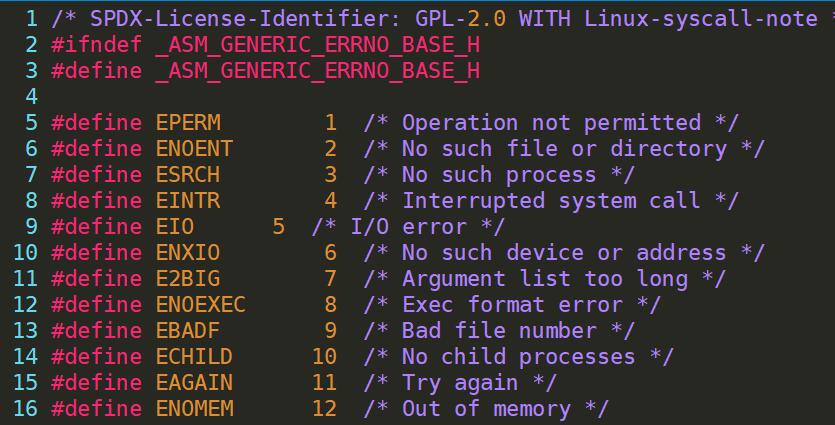 1 /* SPDX-License-Identifier: GPL-2.0 WITH Linux-syscall-note
2 #ifndef _ASM_GENERIC_ERRNO_BASE_H
3 #define _ASM_GENERIC_ERRNO_BASE_H
4
5 #define EPERM        1  /* Operation not permitted */
6 #define ENOENT       2  /* No such file or directory */
7 #define ESRCH        3  /* No such process */
8 #define EINTR        4  /* Interrupted system call */
9 #define EIO      5  /* I/O error */
10 #define ENXIO        6  /* No such device or address */
11 #define E2BIG        7  /* Argument list too long */
12 #define ENOEXEC      8  /* Exec format error */
13 #define EBADF        9  /* Bad file number */
14 #define ECHILD      10  /* No child processes */
15 #define EAGAIN      11  /* Try again */
16 #define ENOMEM      12  /* Out of memory */